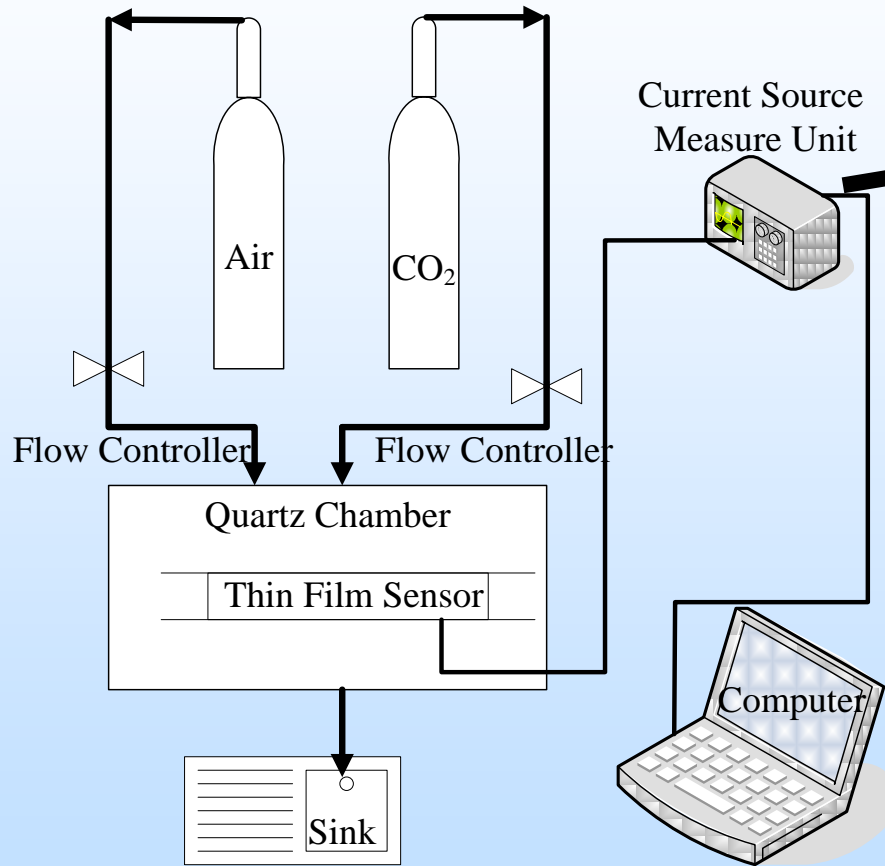 Current Source
Measure Unit
Air
CO₂
Flow Controller
Flow Controller
Quartz Chamber
Thin Film Sensor
Computer
Sink